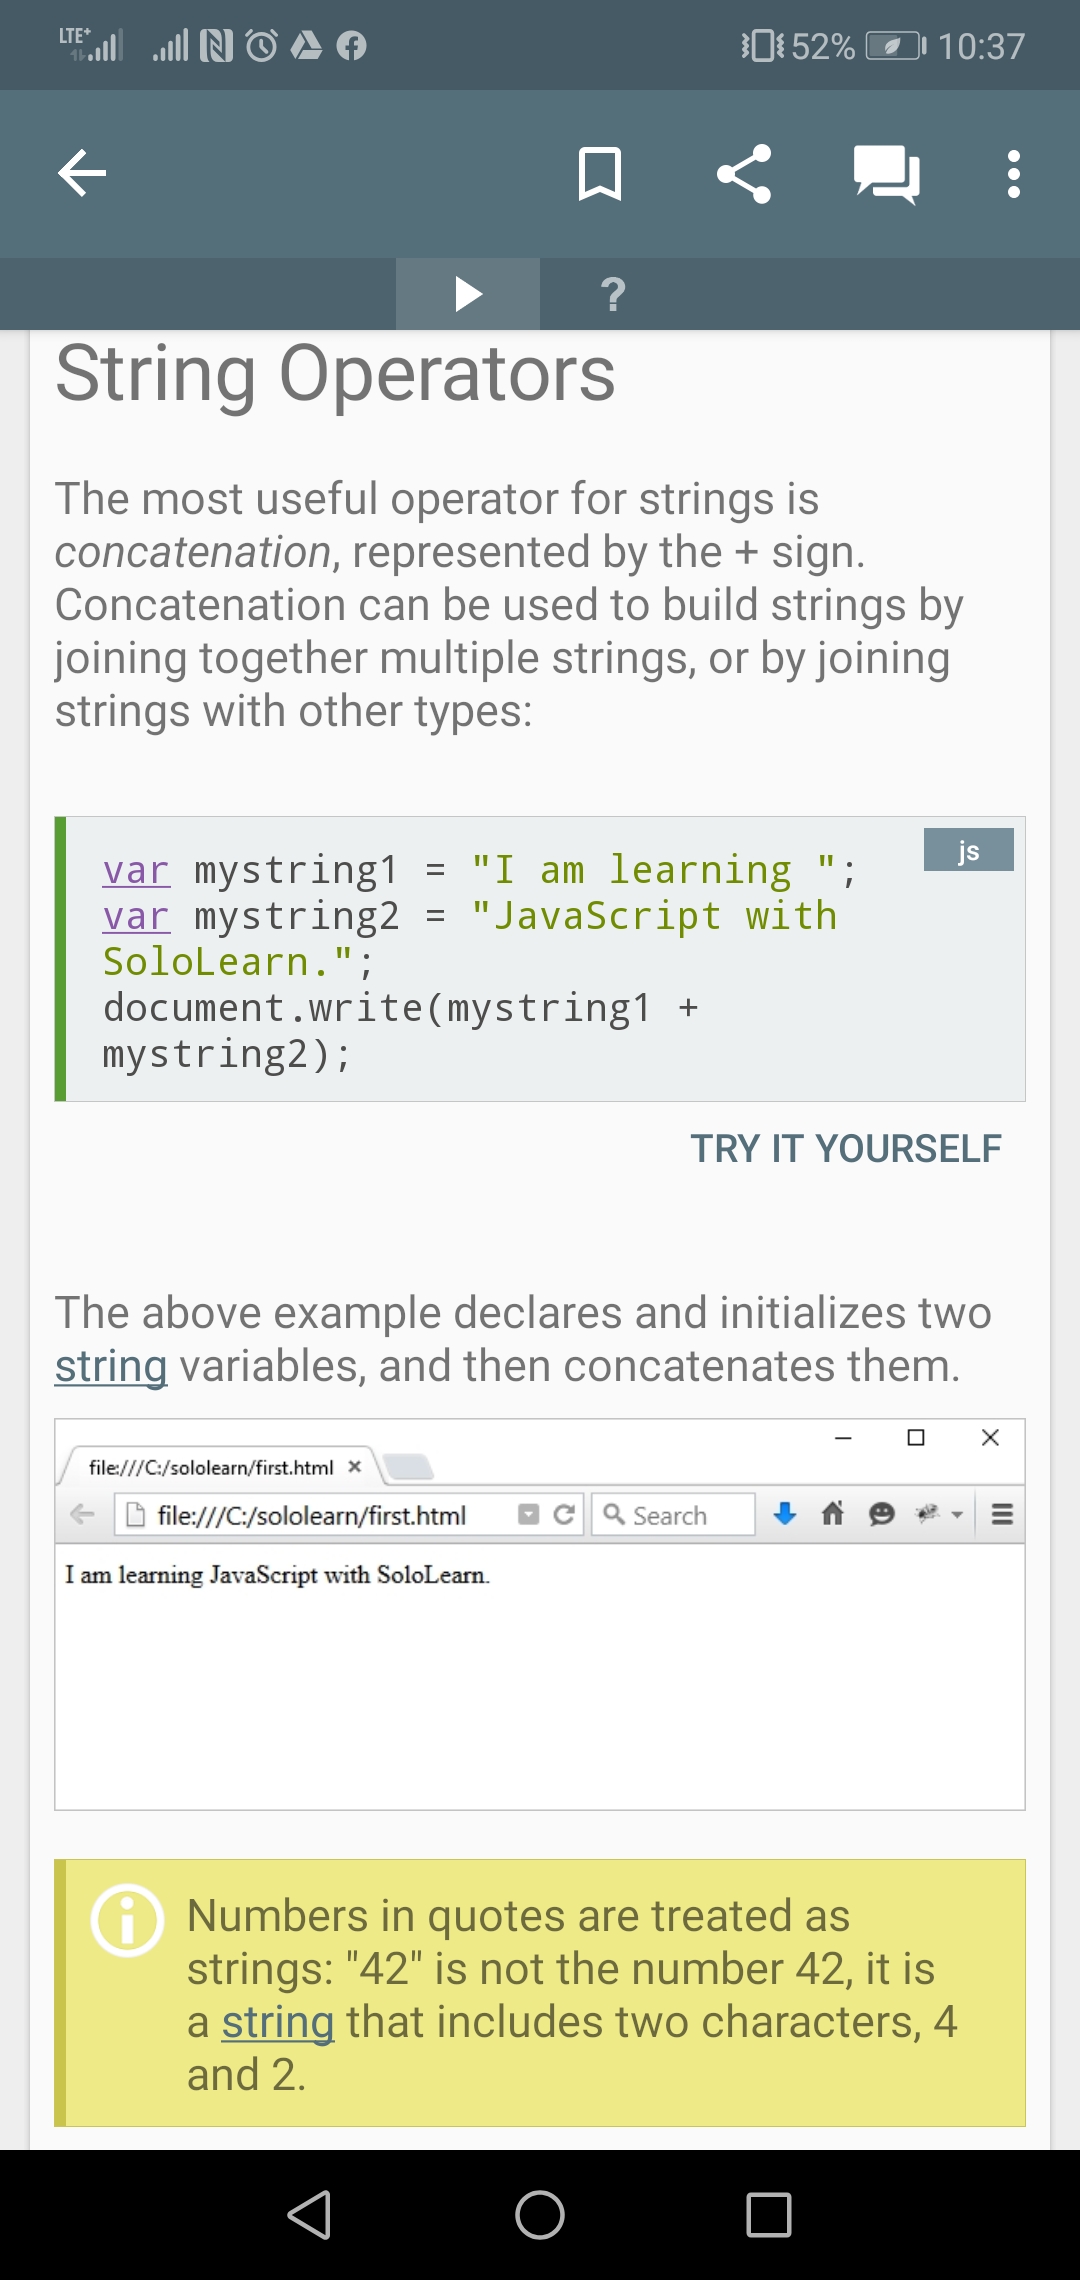 LTE+ 52% 10:37
?
String Operators
The most useful operator for strings is
concatenation, represented by the + sign.
Concatenation can be used to build strings by
joining together multiple strings, or by joining
strings with other types:
js
var mystring1 = "I am learning ";
var mystring2 = "JavaScript with
SoloLearn.";
document.write(mystring1 +
mystring2);
TRY IT YOURSELF
The above example declares and initializes two
string variables, and then concatenates them.
file:///C:/sololearn/first.html
file:///C:/sololearn/first.html Search
I am learning JavaScript with SoloLearn.
Numbers in quotes are treated as
strings: "42" is not the number 42, it is
a string that includes two characters, 4
and 2.